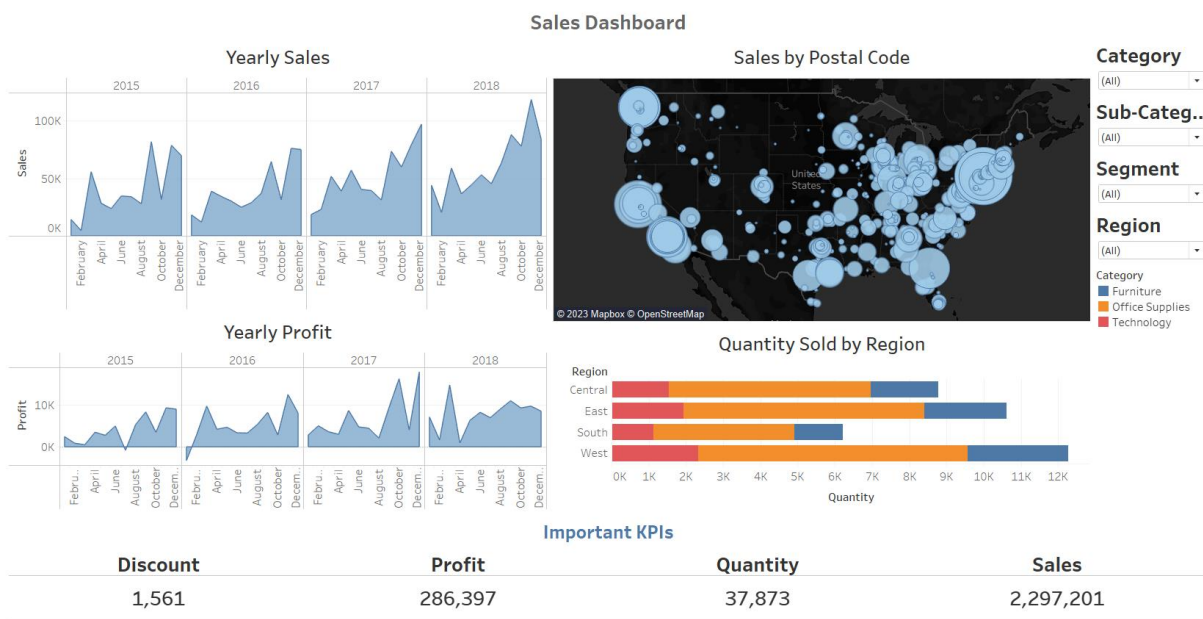 Sales Dashboard
Yearly Sales
2015 2016 2017 2018
Sales
100K
50K
0K
February April June August October December February April June August October December February April June August October December February April June August October December
Sales by Postal Code
United States
© 2023 Mapbox © OpenStreetMap
Category
(All)
Sub-Categ..
(All)
Segment
(All)
Region
(All)
Category
Furniture
Office Supplies
Technology
Yearly Profit
2015 2016 2017 2018
Profit
10K
0K
Febru.. April June August October Decem.. Febru.. April June August October Decem.. Febru.. April June August October Decem.. Febru.. April June August October Decem..
Quantity Sold by Region
Region
Central
East
South
West
0K 1K 2K 3K 4K 5K 6K 7K 8K 9K 10K 11K 12K
Quantity
Important KPIs
Discount Profit Quantity Sales
1,561 286,397 37,873 2,297,201